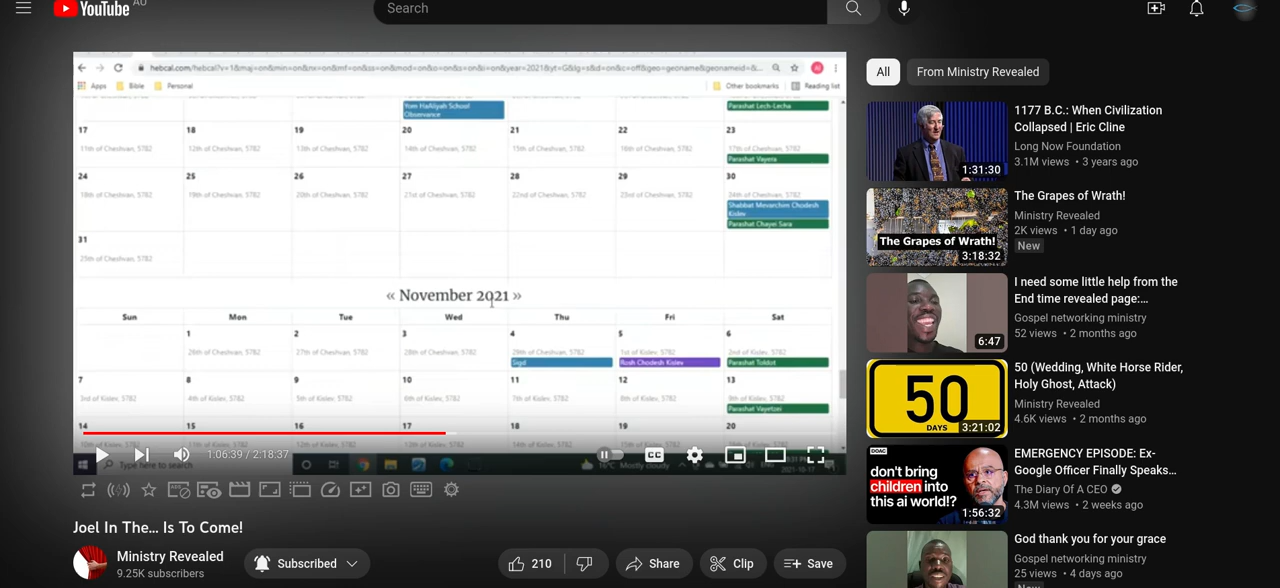 YouTube AU
Search
hebcal.com/hebcal?v=1&maj=on&min=on&nx=on&mf=on&ss=on&mod=on&o=on&s=on&i=on&year=2021&yt=G&lg=s&d=on&c=off&geo=geoname&geonameid=&...
Apps Bible Personal Other bookmarks Reading list
Yom HaAliyah School Observance
Parashat Lech-Lecha
17 18 19 20 21 22 23
11th of Cheshvan, 5782 12th of Cheshvan, 5782 13th of Cheshvan, 5782 14th of Cheshvan, 5782 15th of Cheshvan, 5782 16th of Cheshvan, 5782 17th of Cheshvan, 5782
Parashat Vayera
24 25 26 27 28 29 30
18th of Cheshvan, 5782 19th of Cheshvan, 5782 20th of Cheshvan, 5782 21st of Cheshvan, 5782 22nd of Cheshvan, 5782 23rd of Cheshvan, 5782 24th of Cheshvan, 5782
Shabbat Mevarchim Chodesh Kislev
Parashat Chayei Sara
31
25th of Cheshvan, 5782
« November 2021 »
Sun Mon Tue Wed Thu Fri Sat
1 2 3 4 5 6
26th of Cheshvan, 5782 27th of Cheshvan, 5782 28th of Cheshvan, 5782 29th of Cheshvan, 5782 1st of Kislev, 5782 2nd of Kislev, 5782
Sigd Rosh Chodesh Kislev Parashat Toldot
7 8 9 10 11 12 13
3rd of Kislev, 5782 4th of Kislev, 5782 5th of Kislev, 5782 6th of Kislev, 5782 7th of Kislev, 5782 8th of Kislev, 5782 9th of Kislev, 5782
Parashat Vayetzei
14 15 16 17 18 19 20
1:06:39 / 2:18:37
CC
Type here to search
Mostly cloudy
Joel In The... Is To Come!
Ministry Revealed
9.25K subscribers
Subscribed
210
Share
Clip
Save
All
From Ministry Revealed
1177 B.C.: When Civilization
Collapsed | Eric Cline
Long Now Foundation
3.1M views • 3 years ago
1:31:30
The Grapes of Wrath!
3:18:32
The Grapes of Wrath!
Ministry Revealed
2K views • 1 day ago
New
6:47
I need some little help from the
End time revealed page:...
Gospel networking ministry
52 views • 2 months ago
50
DAYS
3:21:02
50 (Wedding, White Horse Rider,
Holy Ghost, Attack)
Ministry Revealed
4.6K views • 2 months ago
DOAC
don't bring
children into
this ai world!?
1:56:32
EMERGENCY EPISODE: Ex-
Google Officer Finally Speaks...
The Diary Of A CEO
4.3M views • 2 weeks ago
God thank you for your grace
Gospel networking ministry
25 views • 4 days ago
New